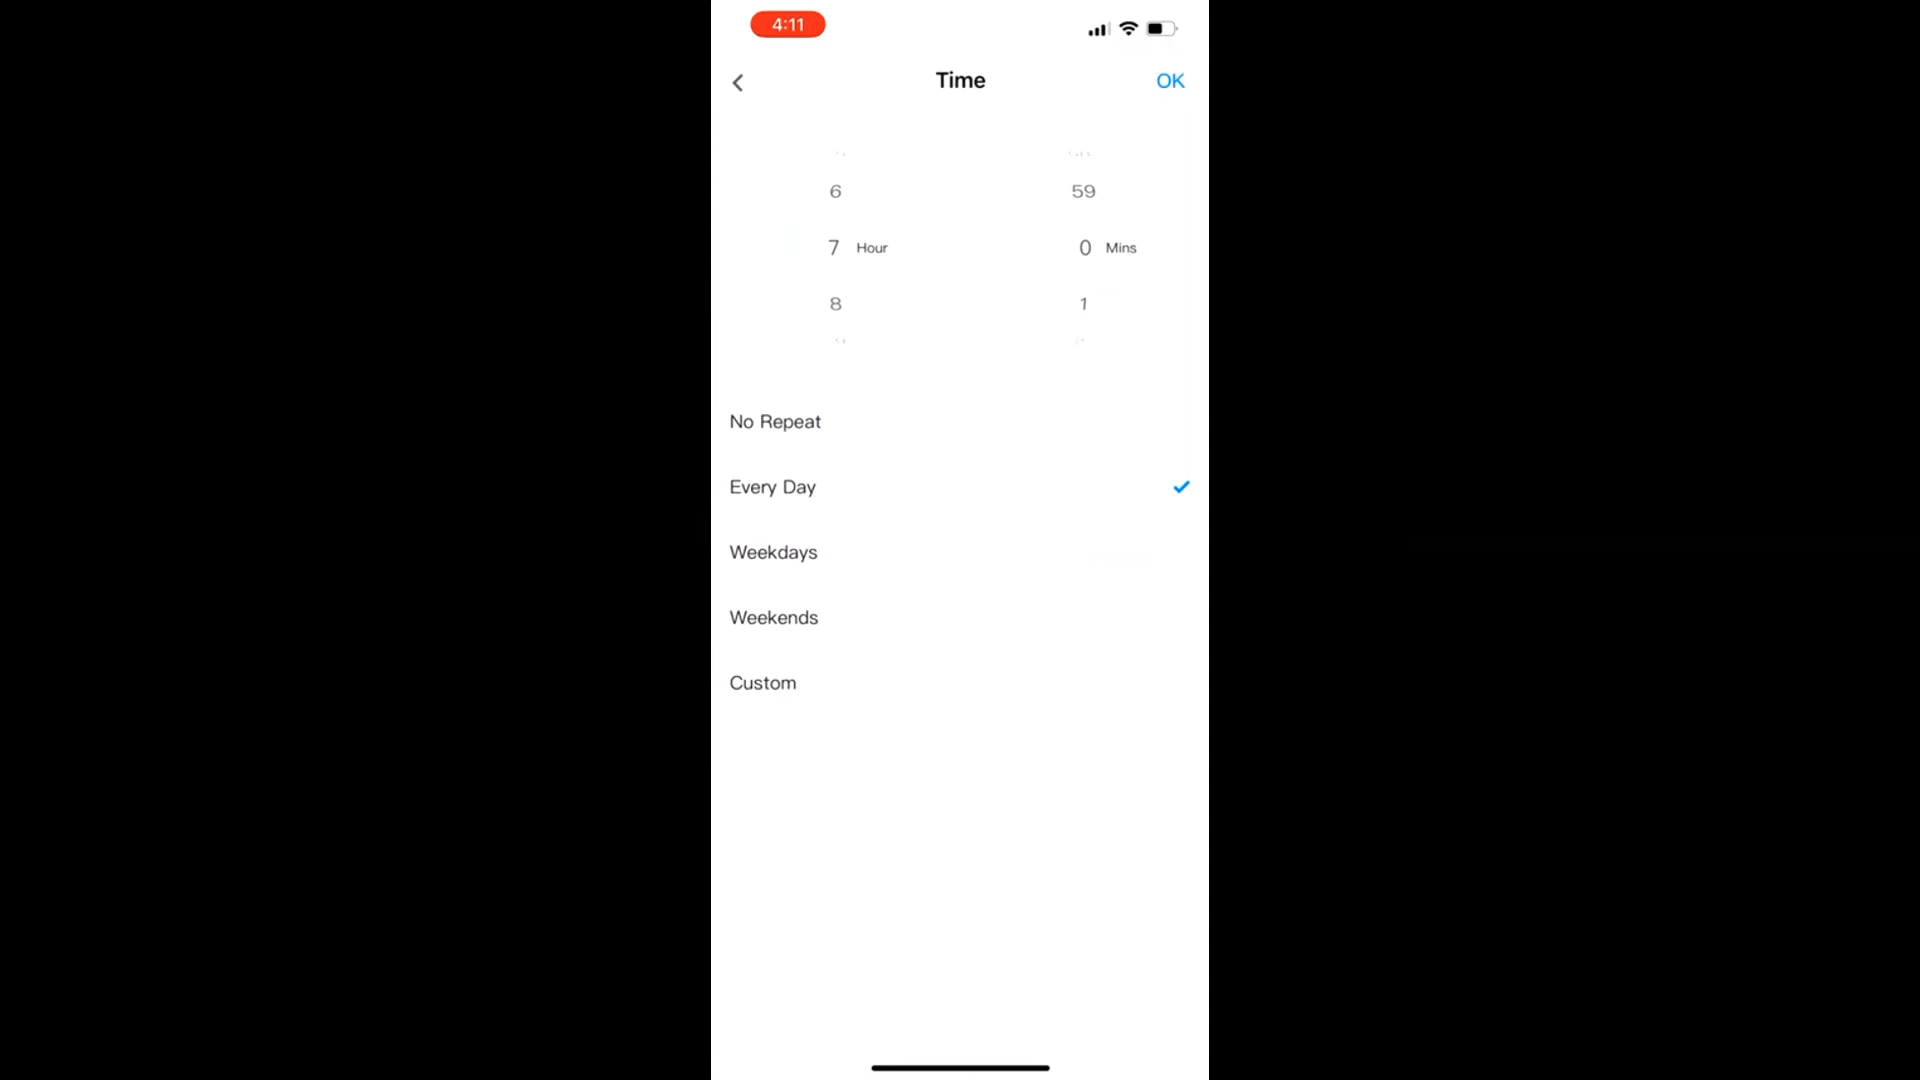 4:11
Time
OK
6 59
7 Hour 0 Mins
8 1
No Repeat
Every Day
Weekdays
Weekends
Custom